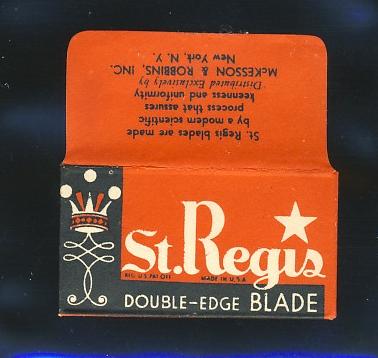 St. Regis blades are made
by a modern scientific
process that assures
keenness and uniformity
Distributed Exclusively by
McKESSON & ROBBINS, INC.
New York, N. Y.
St. Regis
REG. U.S. PAT. OFF. MADE IN U.S.A
DOUBLE-EDGE BLADE